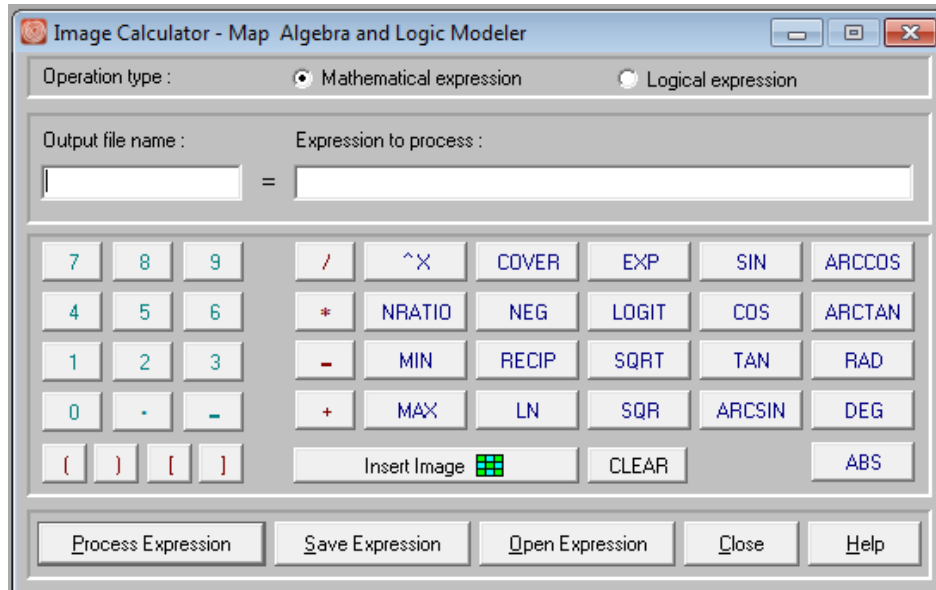 Image Calculator - Map Algebra and Logic Modeler
Operation type : Mathematical expression Logical expression
Output file name : Expression to process :
=
7 8 9 / ^X COVER EXP SIN ARCCOS
4 5 6 * NRATIO NEG LOGIT COS ARCTAN
1 2 3 - MIN RECIP SQRT TAN RAD
0 . - + MAX LN SQR ARCSIN DEG
( ) [ ] Insert Image CLEAR ABS
Process Expression Save Expression Open Expression Close Help